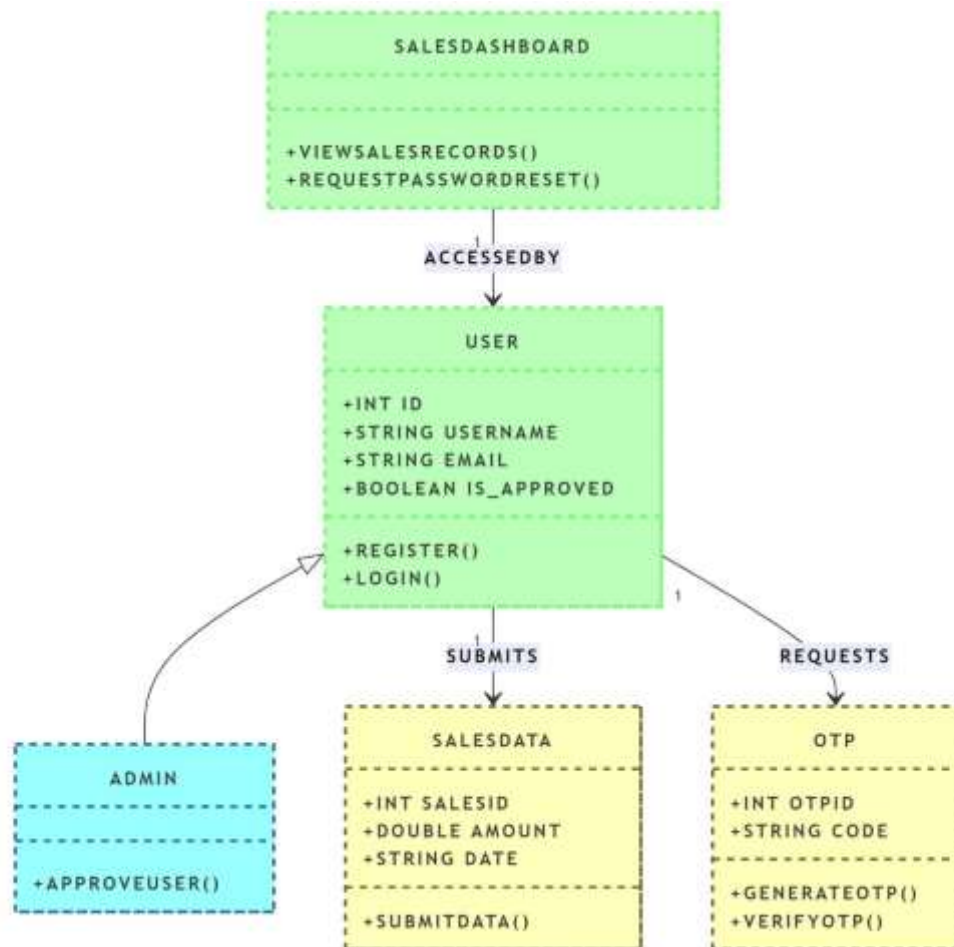 SALESDASHBOARD
+VIEWSALESRECORDS()
+REQUESTPASSWORDRESET()
1
ACCESSEDBY
USER
+INT ID
+STRING USERNAME
+STRING EMAIL
+BOOLEAN IS_APPROVED
+REGISTER()
+LOGIN()
1
SUBMITS
1
REQUESTS
ADMIN
+APPROVEUSER()
SALESDATA
+INT SALESID
+DOUBLE AMOUNT
+STRING DATE
+SUBMITDATA()
OTP
+INT OTPID
+STRING CODE
+GENERATEOTP()
+VERIFYOTP()